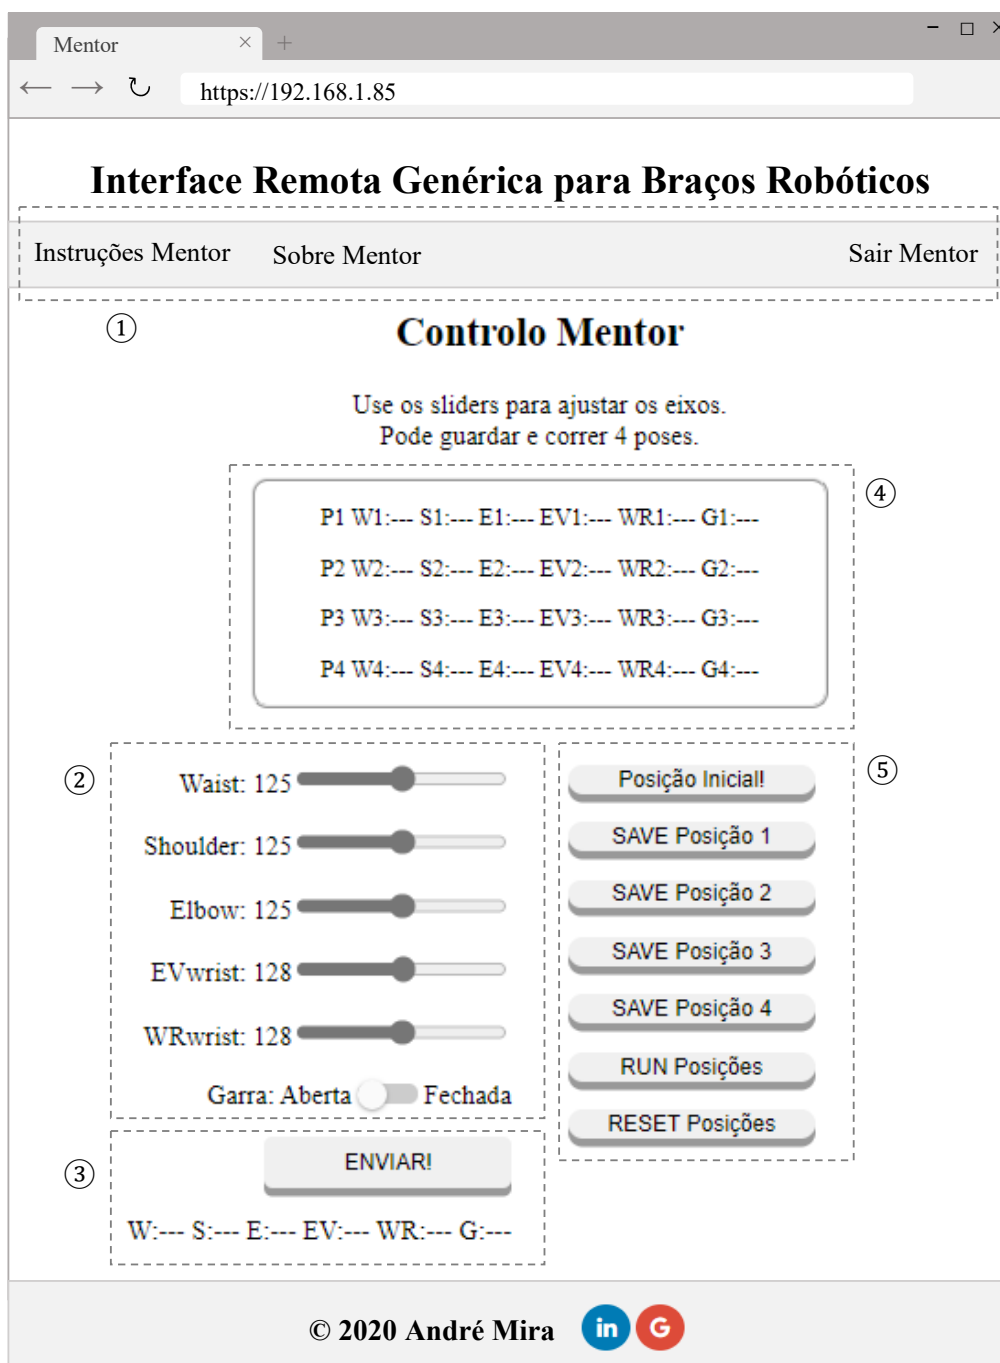 Mentor
https://192.168.1.85
Interface Remota Genérica para Braços Robóticos
Instruções Mentor Sobre Mentor Sair Mentor
①
Controlo Mentor
Use os sliders para ajustar os eixos.
Pode guardar e correr 4 poses.
④
P1 W1:--- S1:--- E1:--- EV1:--- WR1:--- G1:---
P2 W2:--- S2:--- E2:--- EV2:--- WR2:--- G2:---
P3 W3:--- S3:--- E3:--- EV3:--- WR3:--- G3:---
P4 W4:--- S4:--- E4:--- EV4:--- WR4:--- G4:---
②
Waist: 125
Shoulder: 125
Elbow: 125
EVwrist: 128
WRwrist: 128
Garra: Aberta Fechada
③
ENVIAR!
W:--- S:--- E:--- EV:--- WR:--- G:---
⑤
Posição Inicial!
SAVE Posição 1
SAVE Posição 2
SAVE Posição 3
SAVE Posição 4
RUN Posições
RESET Posições
© 2020 André Mira in G